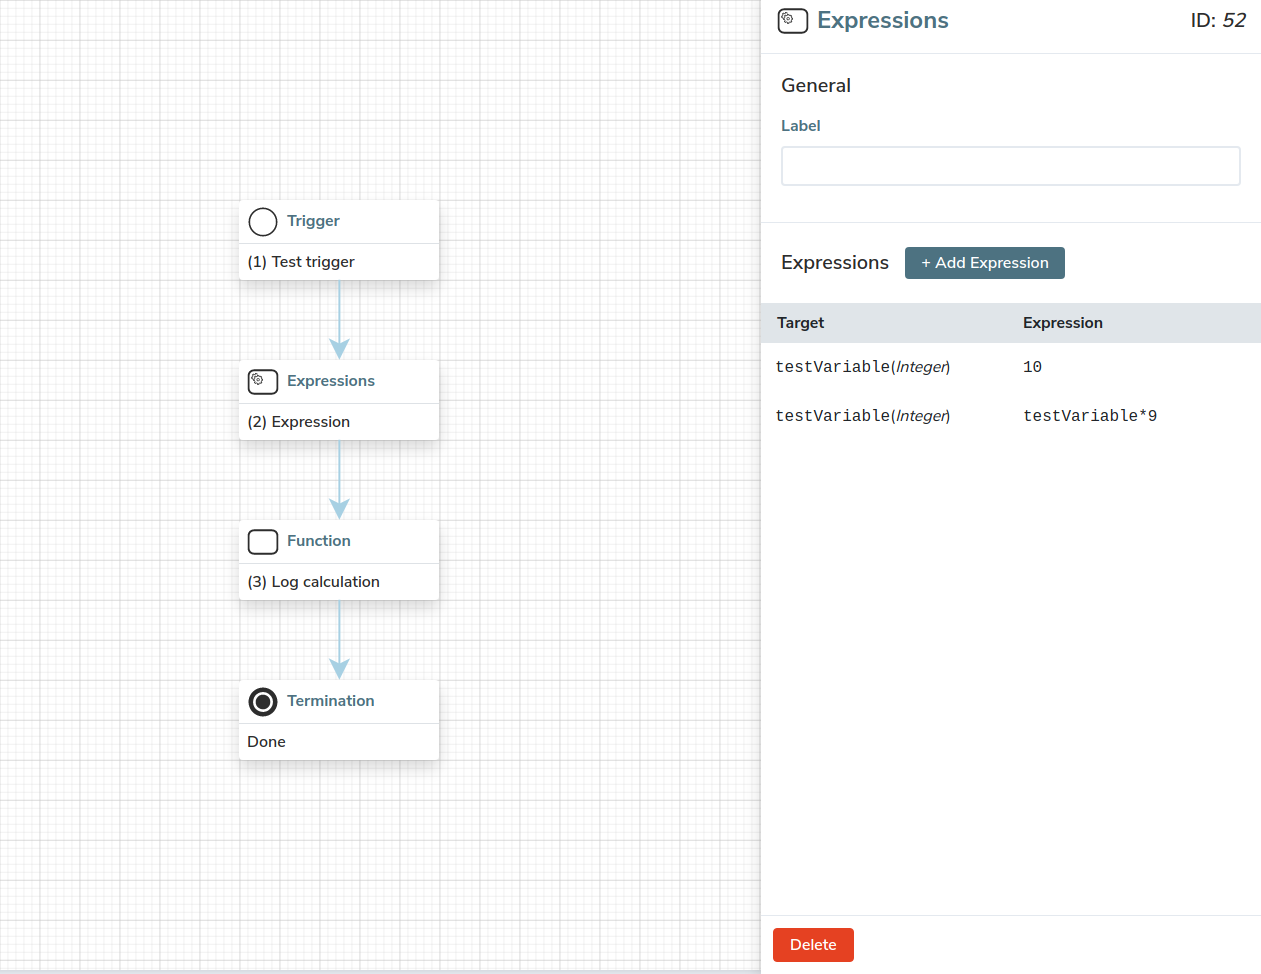 Trigger
(1) Test trigger
Expressions
(2) Expression
Function
(3) Log calculation
Termination
Done
Expressions ID: 52
General
Label
Expressions + Add Expression
Target Expression
testVariable(Integer) 10
testVariable(Integer) testVariable*9
Delete